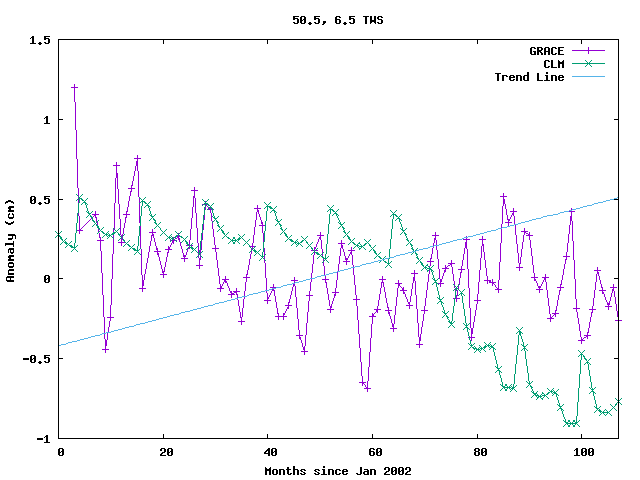 50.5, 6.5 TWS
GRACE
CLM
Trend Line
1.5
1
0.5
0
-0.5
-1
Anomaly (cm)
0 20 40 60 80 100
Months since Jan 2002